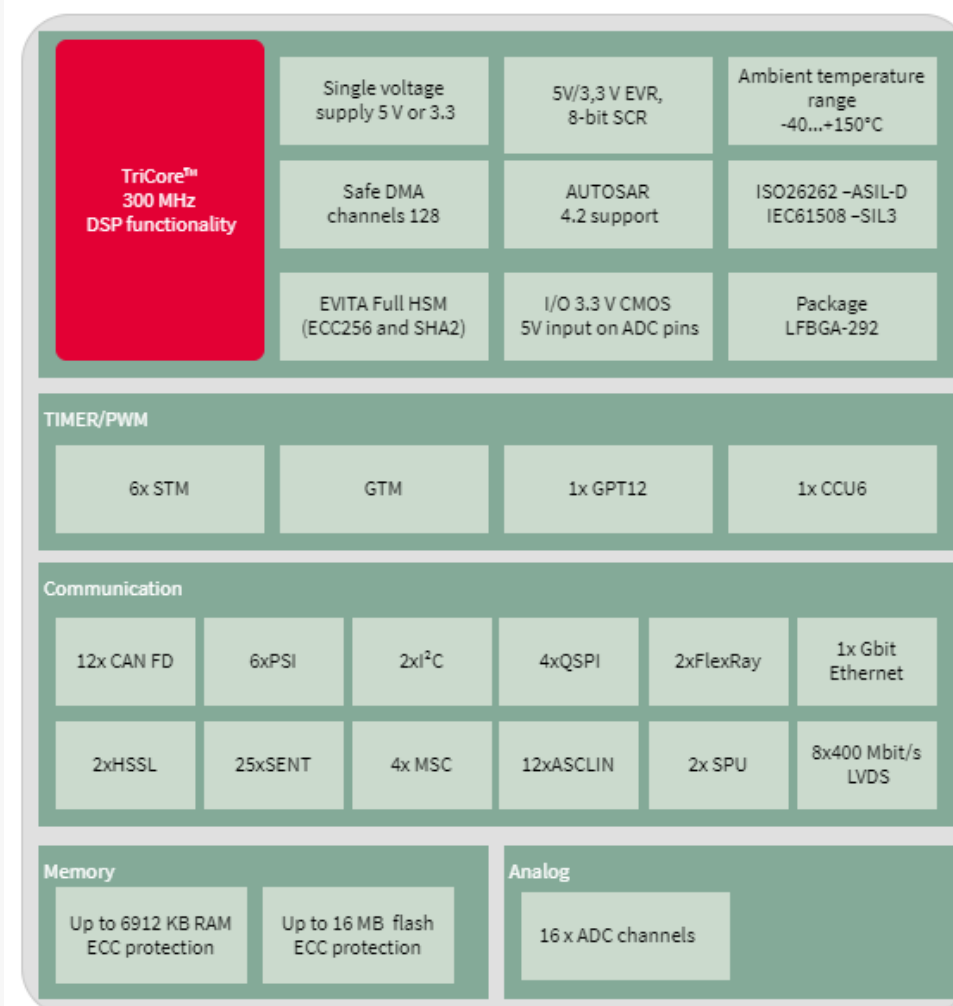 TriCore™
300 MHz
DSP functionality
Single voltage
supply 5 V or 3.3
5V/3,3 V EVR,
8-bit SCR
Ambient temperature
range
-40...+150°C
Safe DMA
channels 128
AUTOSAR
4.2 support
ISO26262 –ASIL-D
IEC61508 –SIL3
EVITA Full HSM
(ECC256 and SHA2)
I/O 3.3 V CMOS
5V input on ADC pins
Package
LFBGA-292
TIMER/PWM
6x STM
GTM
1x GPT12
1x CCU6
Communication
12x CAN FD
6xPSI
2xI²C
4xQSPI
2xFlexRay
1x Gbit
Ethernet
2xHSSL
25xSENT
4x MSC
12xASCLIN
2x SPU
8x400 Mbit/s
LVDS
Memory
Up to 6912 KB RAM
ECC protection
Up to 16 MB flash
ECC protection
Analog
16 x ADC channels